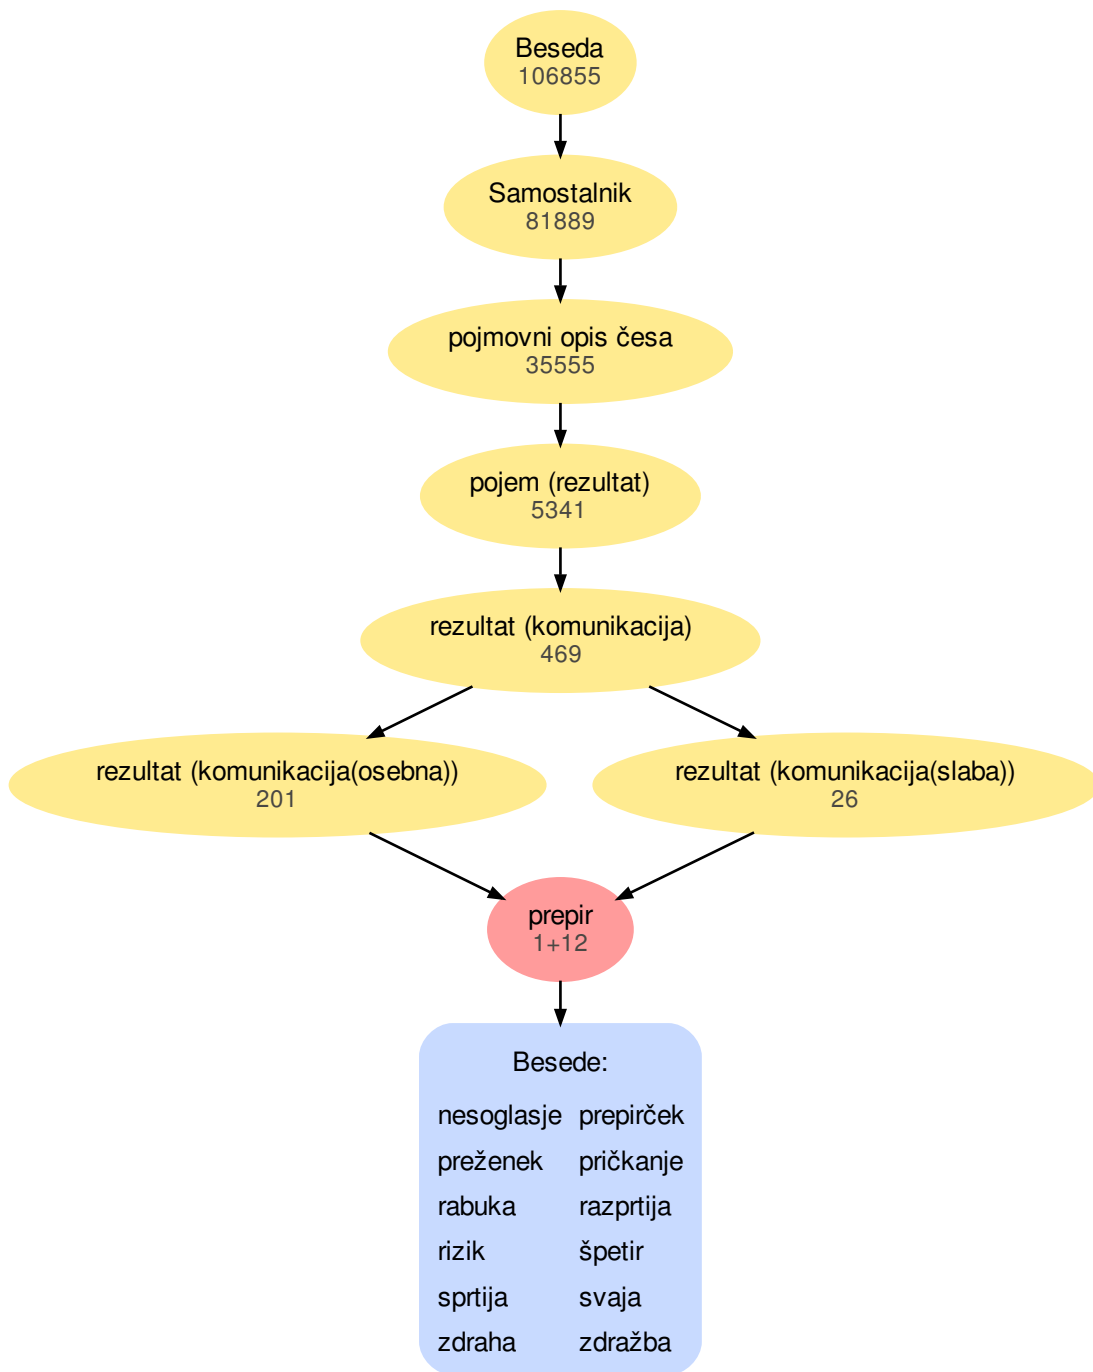 Beseda
106855
Samostalnik
81889
pojmovni opis česa
35555
pojem (rezultat)
5341
rezultat (komunikacija)
469
rezultat (komunikacija(osebna))
201
rezultat (komunikacija(slaba))
26
prepir
1+12
Besede:
nesoglasje prepirček
preženek pričkanje
rabuka razprtija
rizik špetir
sprtija svaja
zdraha zdražba